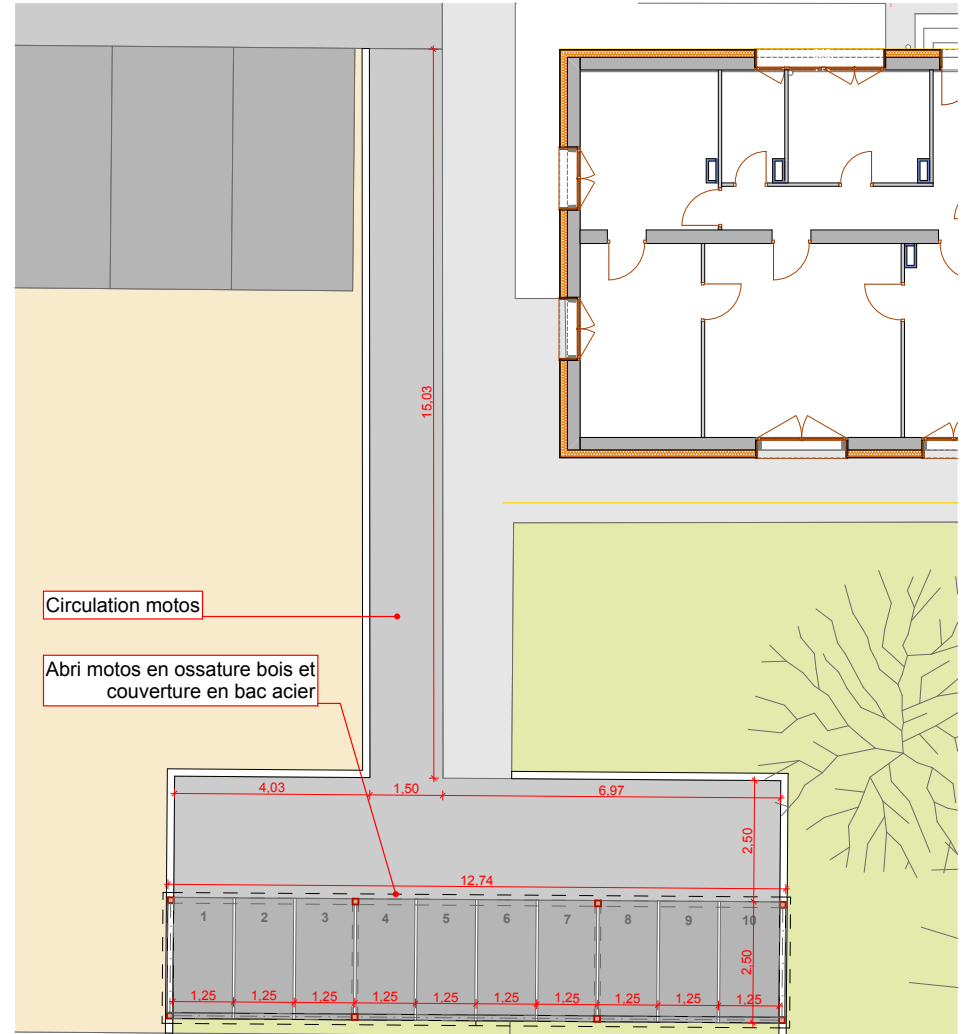 15,03
Circulation motos
Abri motos en ossature bois et
couverture en bac acier
4,03 1,50 6,97
2,50
12,74
1 2 3 4 5 6 7 8 9 10
2,50
1,25 1,25 1,25 1,25 1,25 1,25 1,25 1,25 1,25 1,25